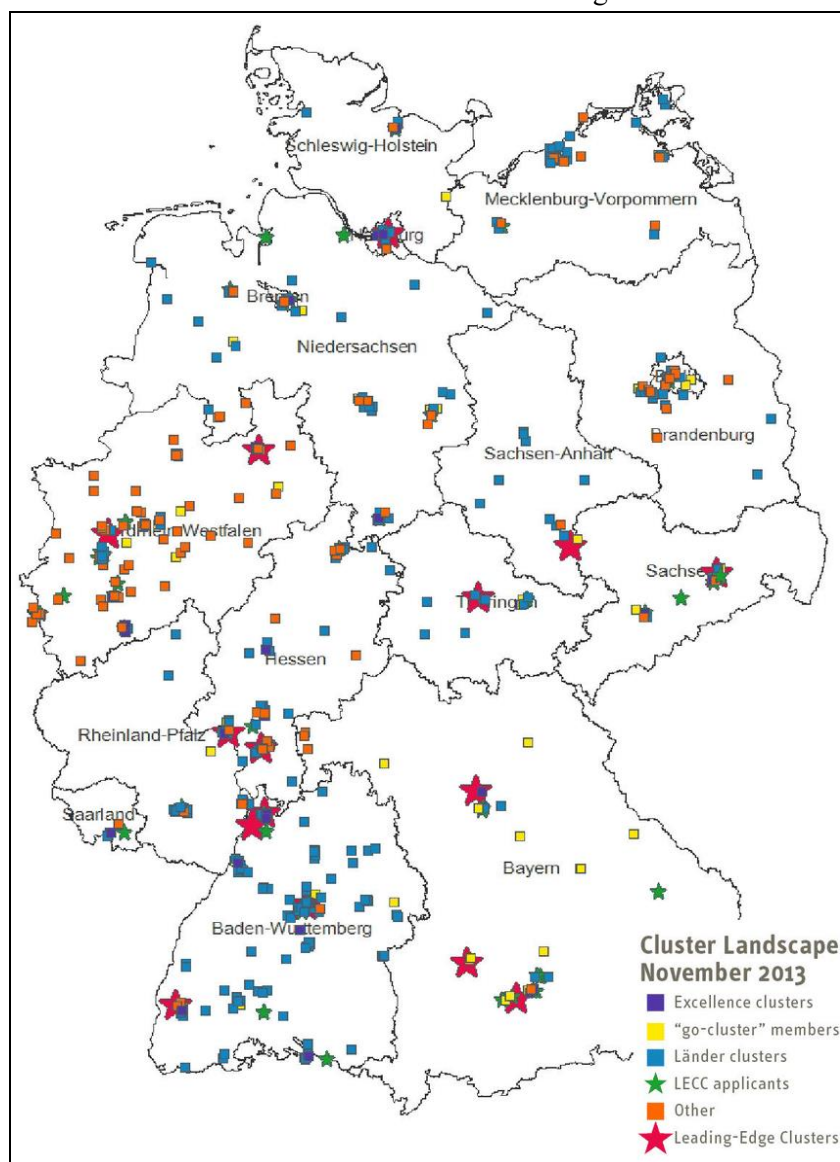 Schleswig-Holstein
Mecklenburg-Vorpommern
Bremen
Niedersachsen
Brandenburg
Sachsen-Anhalt
Hessen
Rheinland-Pfalz
Saarland
Bayern
Baden-Württemberg
Cluster Landscape
November 2013
Excellence clusters
"go-cluster" members
Länder clusters
LECC applicants
Other
Leading-Edge Clusters